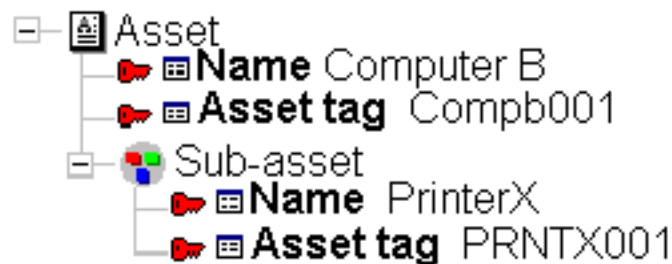 Asset
Name Computer B
Asset tag Compb001
Sub-asset
Name PrinterX
Asset tag PRNTX001